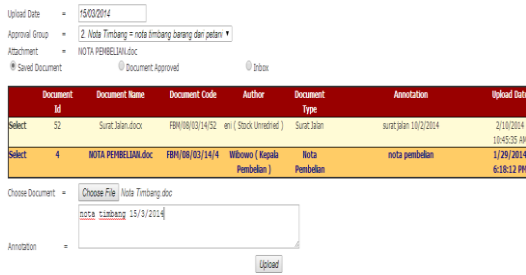 Upload Date = 15/03/2014
Approval Group = 2. Nota Timbang = nota timbang barang dari petani
Attachment = NOTA PEMBELIAN.doc
Saved Document Document Approved Inbox
Document Id Document Name Document Code Author Document Type Annotation Upload Date
Select 52 Surat Jalan.docx FBM/08/03/14/52 eni ( Stock Unredried ) Surat Jalan surat jalan 10/2/2014 2/10/2014 10:45:35 AM
Select 4 NOTA PEMBELIAN.doc FBM/08/03/14/4 Wibowo ( Kepala Pembelian ) Nota Pembelian nota pembelian 1/29/2014 6:18:12 PM
Choose Document = Choose File Nota Timbang.doc
nota timbang 15/3/2014
Annotation =
Upload